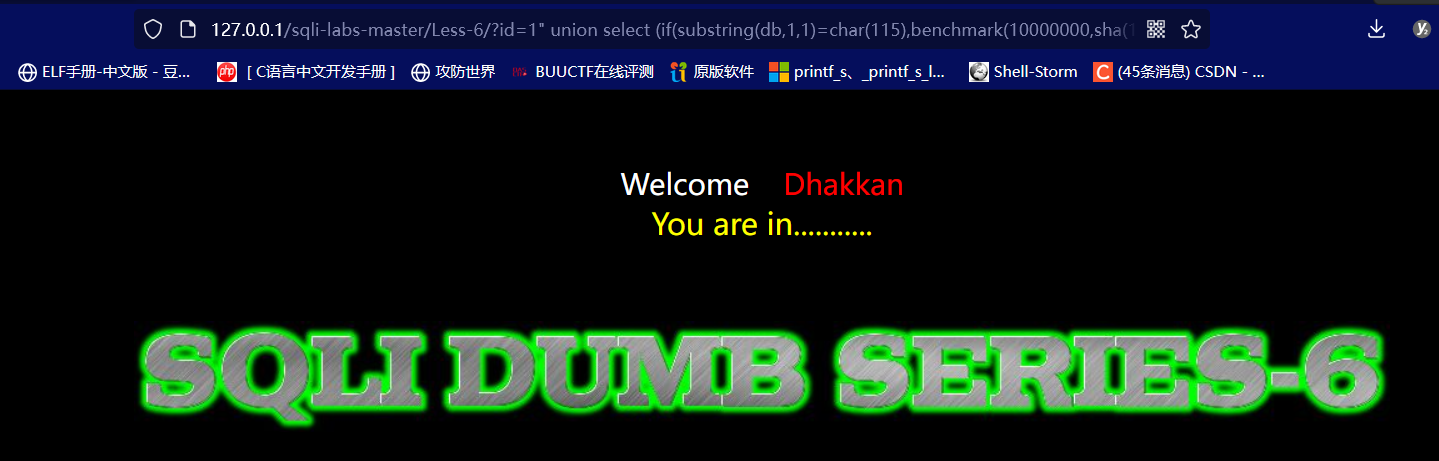 127.0.0.1/sqli-labs-master/Less-6/?id=1" union select (if(substring(db,1,1)=char(115),benchmark(10000000,sha(1
ELF手册-中文版 - 豆... [ C语言中文开发手册 ] 攻防世界 BUUCTF在线评测 原版软件 printf_s、_printf_s_l... Shell-Storm (45条消息) CSDN - ...
Welcome Dhakkan
You are in...........
SQLI DUMB SERIES-6